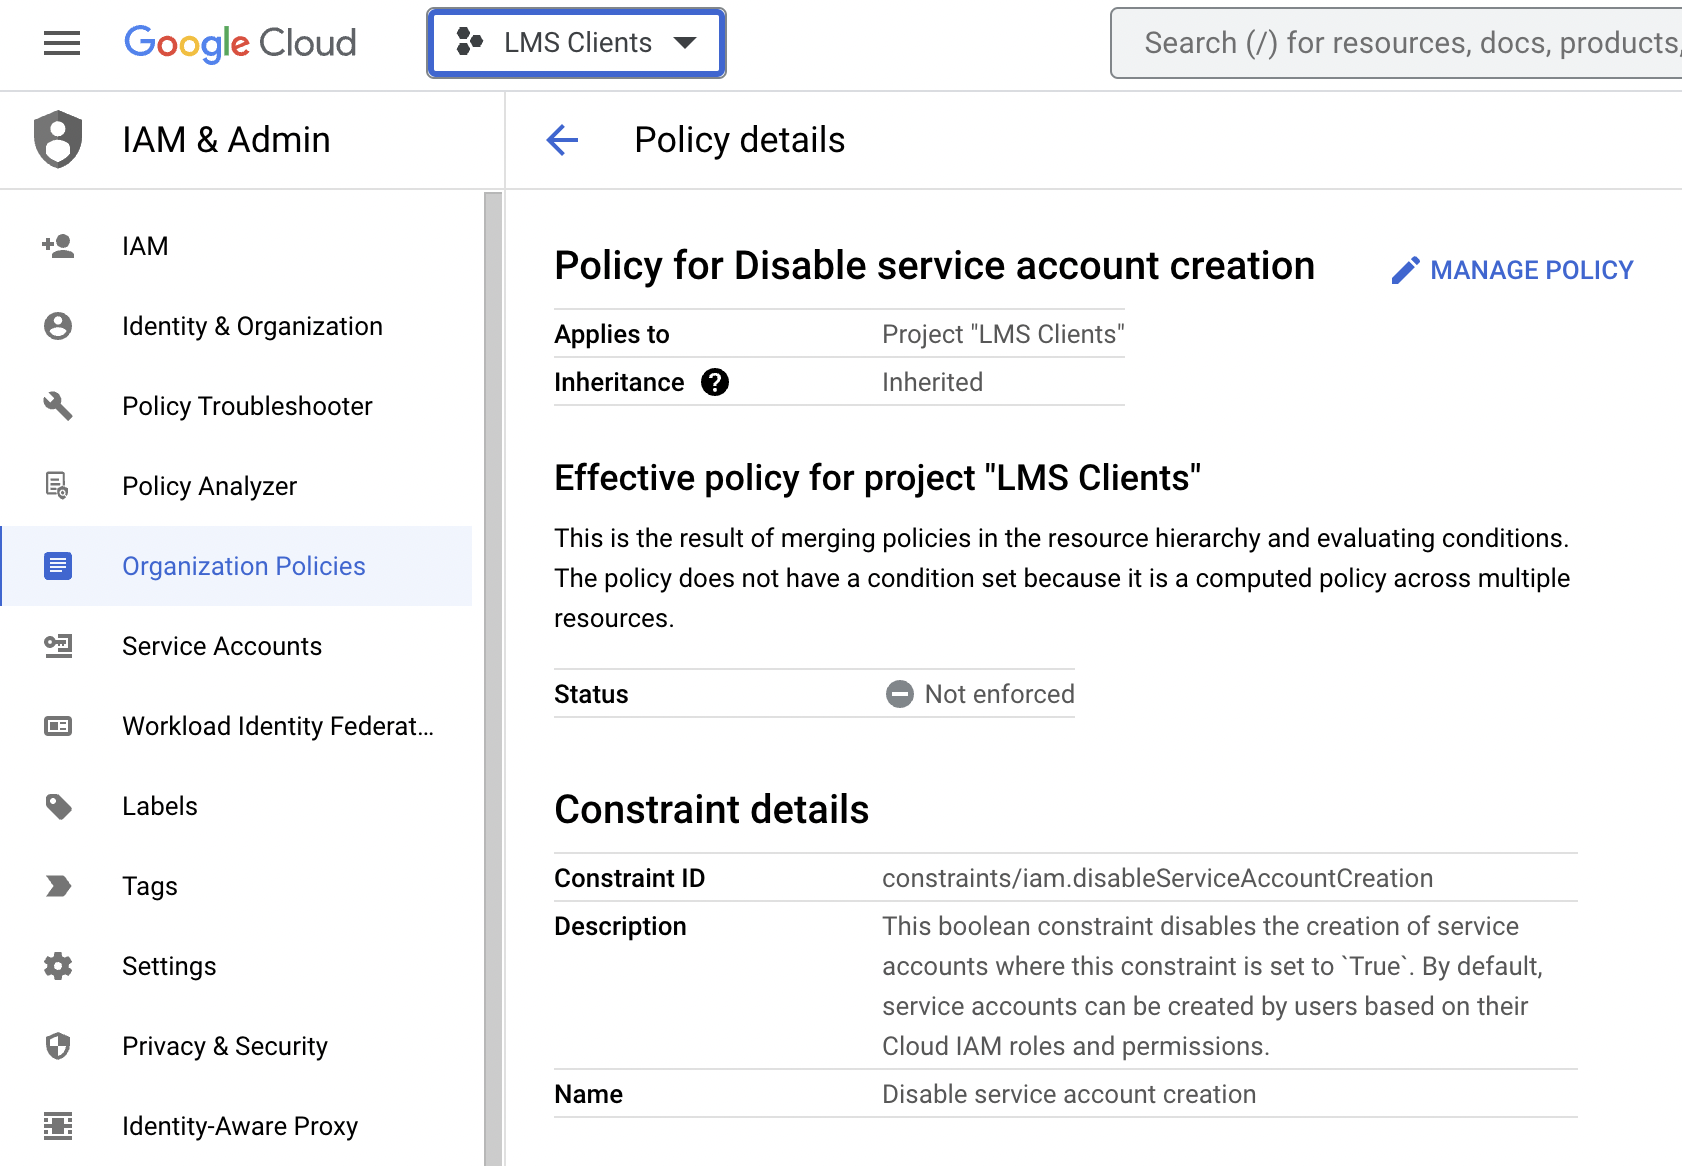 Google Cloud
LMS Clients
Search (/) for resources, docs, products,
IAM & Admin
Policy details
IAM
Identity & Organization
Policy Troubleshooter
Policy Analyzer
Organization Policies
Service Accounts
Workload Identity Federat...
Labels
Tags
Settings
Privacy & Security
Identity-Aware Proxy
Policy for Disable service account creation
MANAGE POLICY
Applies to Project "LMS Clients"
Inheritance ? Inherited
Effective policy for project "LMS Clients"
This is the result of merging policies in the resource hierarchy and evaluating conditions.
The policy does not have a condition set because it is a computed policy across multiple
resources.
Status Not enforced
Constraint details
Constraint ID constraints/iam.disableServiceAccountCreation
Description This boolean constraint disables the creation of service
accounts where this constraint is set to `True`. By default,
service accounts can be created by users based on their
Cloud IAM roles and permissions.
Name Disable service account creation